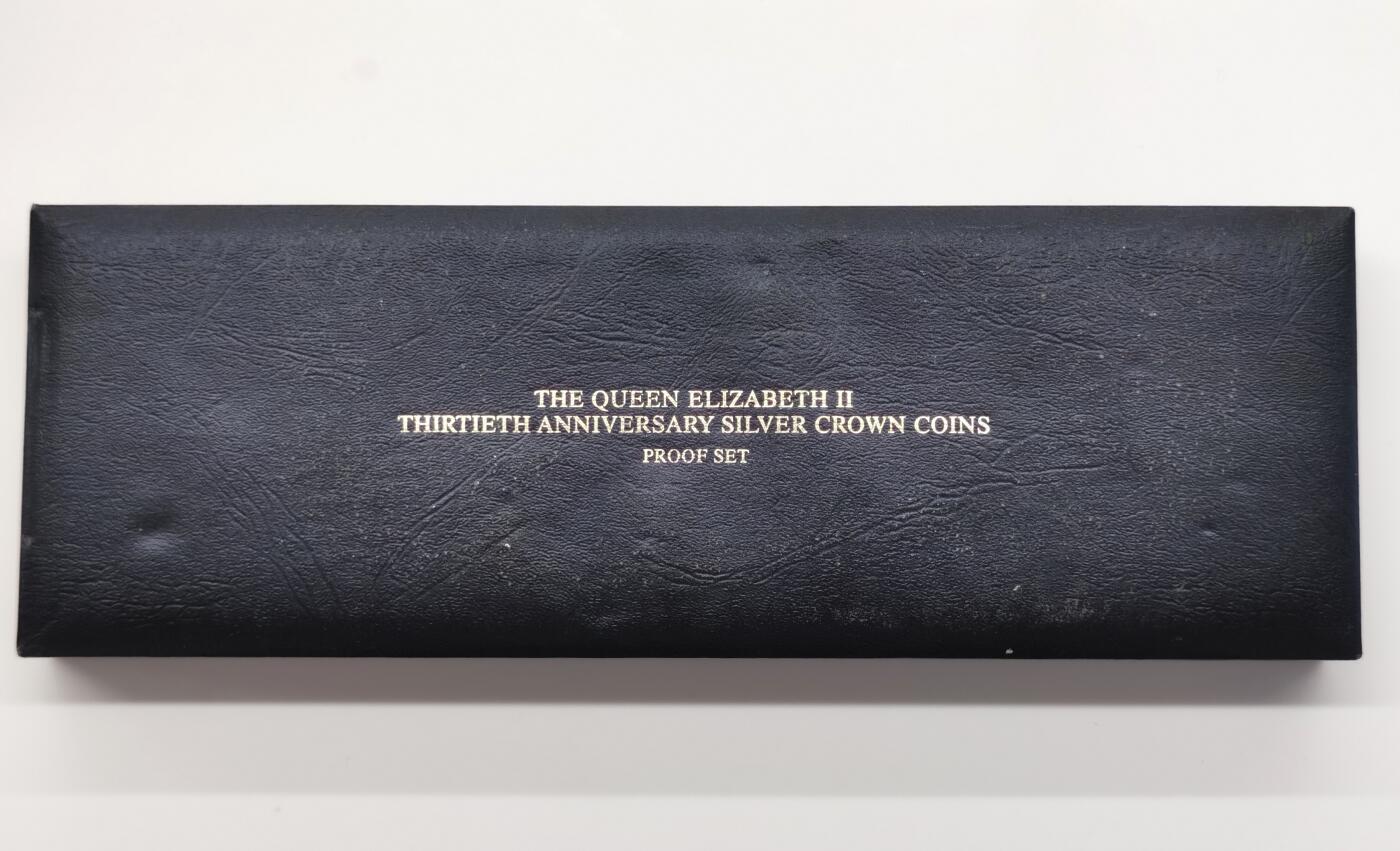 THE QUEEN ELIZABETH II
THIRTIETH ANNIVERSARY SILVER CROWN COINS
PROOF SET